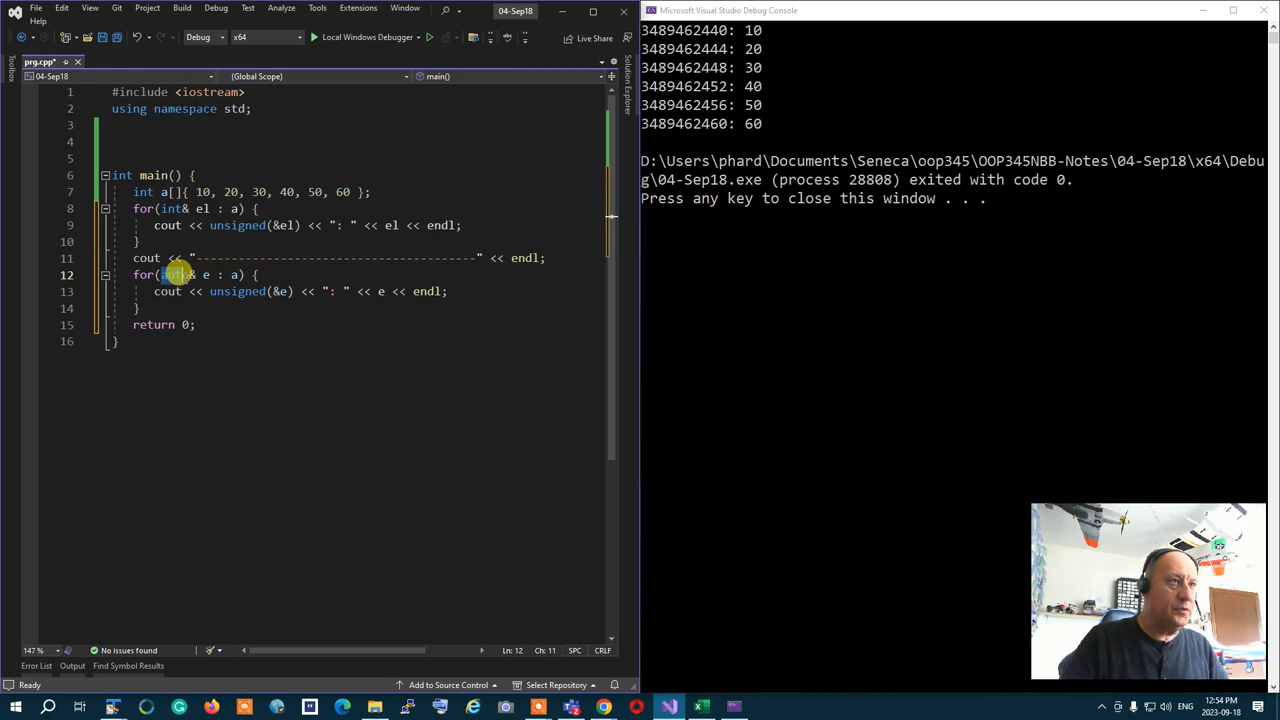 File Edit View Git Project Build Debug
Test Analyze Tools Extensions Window Help
04-Sep18
Debug x64 Local Windows Debugger Live Share
prg.cpp*
04-Sep18 (Global Scope) main()
Toolbox
Solution Explorer
1 #include <iostream>
2 using namespace std;
3
4
5
6 int main() {
7 int a[]{ 10, 20, 30, 40, 50, 60 };
8 for(int& el : a) {
9 cout << unsigned(&el) << ": " << el << endl;
10 }
11 cout << "----------------------------------------" << endl;
12 for(auto& e : a) {
13 cout << unsigned(&e) << ": " << e << endl;
14 }
15 return 0;
16 }
147 % No issues found Ln: 12 Ch: 11 SPC CRLF
Error List Output Find Symbol Results
Ready Add to Source Control Select Repository
Microsoft Visual Studio Debug Console
3489462440: 10
3489462444: 20
3489462448: 30
3489462452: 40
3489462456: 50
3489462460: 60
D:\Users\phard\Documents\Seneca\oop345\OOP345NBB-Notes\04-Sep18\x64\Debu
g\04-Sep18.exe (process 28808) exited with code 0.
Press any key to close this window . . .
ENG
12:54 PM
2023-09-18